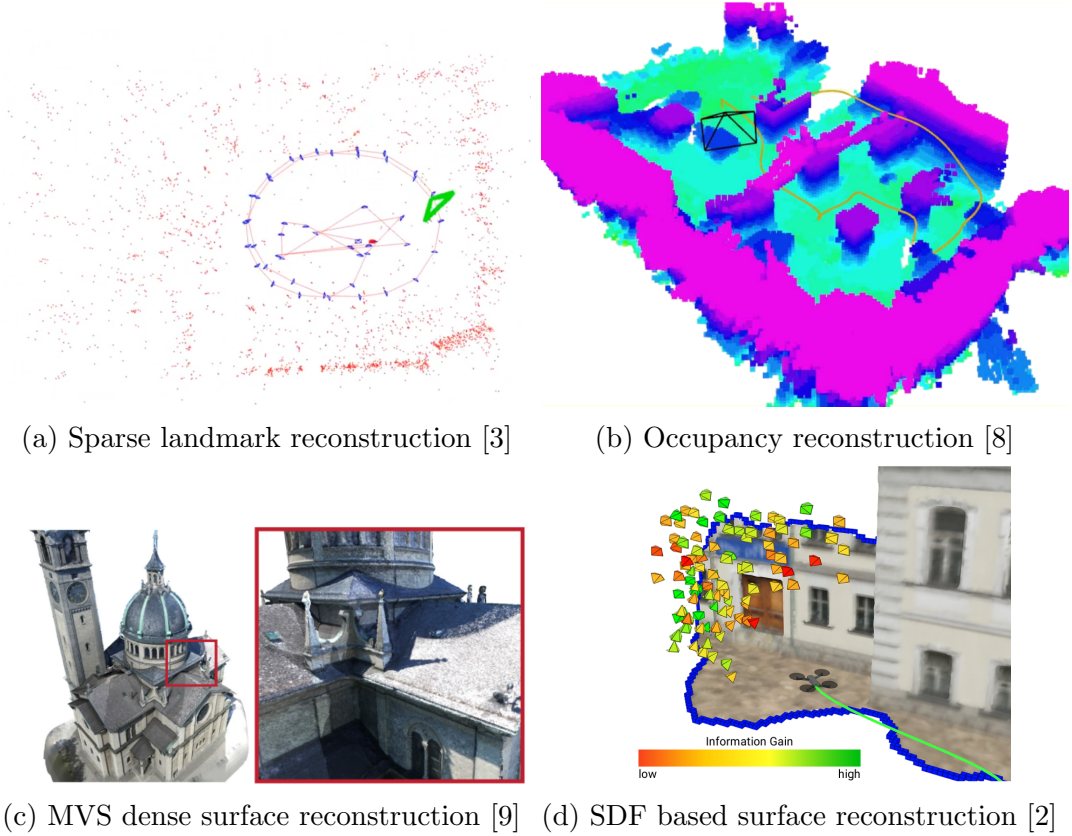 (a) Sparse landmark reconstruction [3]
(b) Occupancy reconstruction [8]
Information Gain
low
high
(c) MVS dense surface reconstruction [9]
(d) SDF based surface reconstruction [2]